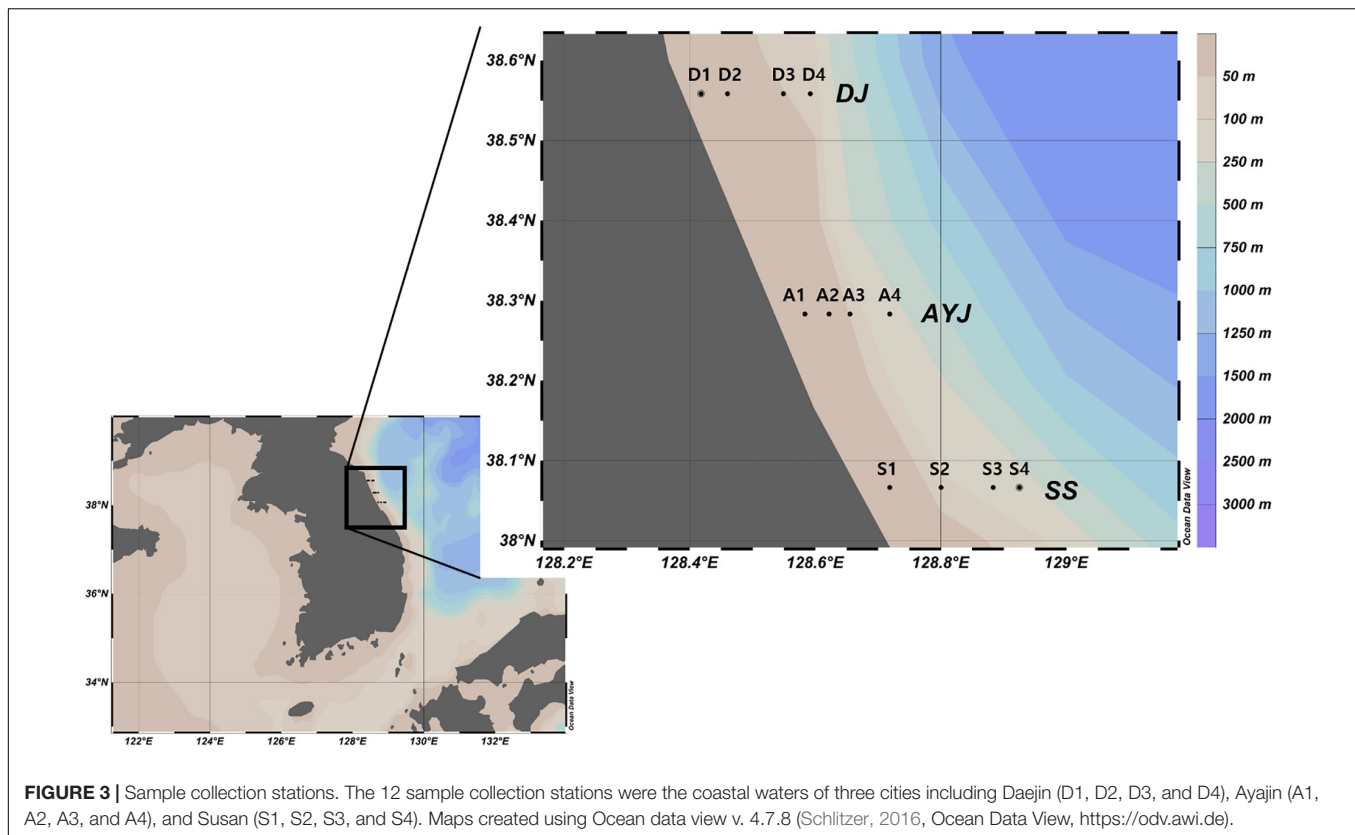 38.6°N
38.5°N
38.4°N
38.3°N
38.2°N
38.1°N
38°N
128.2°E 128.4°E 128.6°E 128.8°E 129°E
D1 D2 D3 D4 DJ
A1 A2 A3 A4 AYJ
S1 S2 S3 S4 SS
Ocean Data View
50 m
100 m
250 m
500 m
750 m
1000 m
1250 m
1500 m
2000 m
2500 m
3000 m
38°N
36°N
34°N
122°E 124°E 126°E 128°E 130°E 132°E
Ocean Data View
FIGURE 3 | Sample collection stations. The 12 sample collection stations were the coastal waters of three cities including Daejin (D1, D2, D3, and D4), Ayajin (A1,
A2, A3, and A4), and Susan (S1, S2, S3, and S4). Maps created using Ocean data view v. 4.7.8 (Schlitzer, 2016, Ocean Data View, https://odv.awi.de).